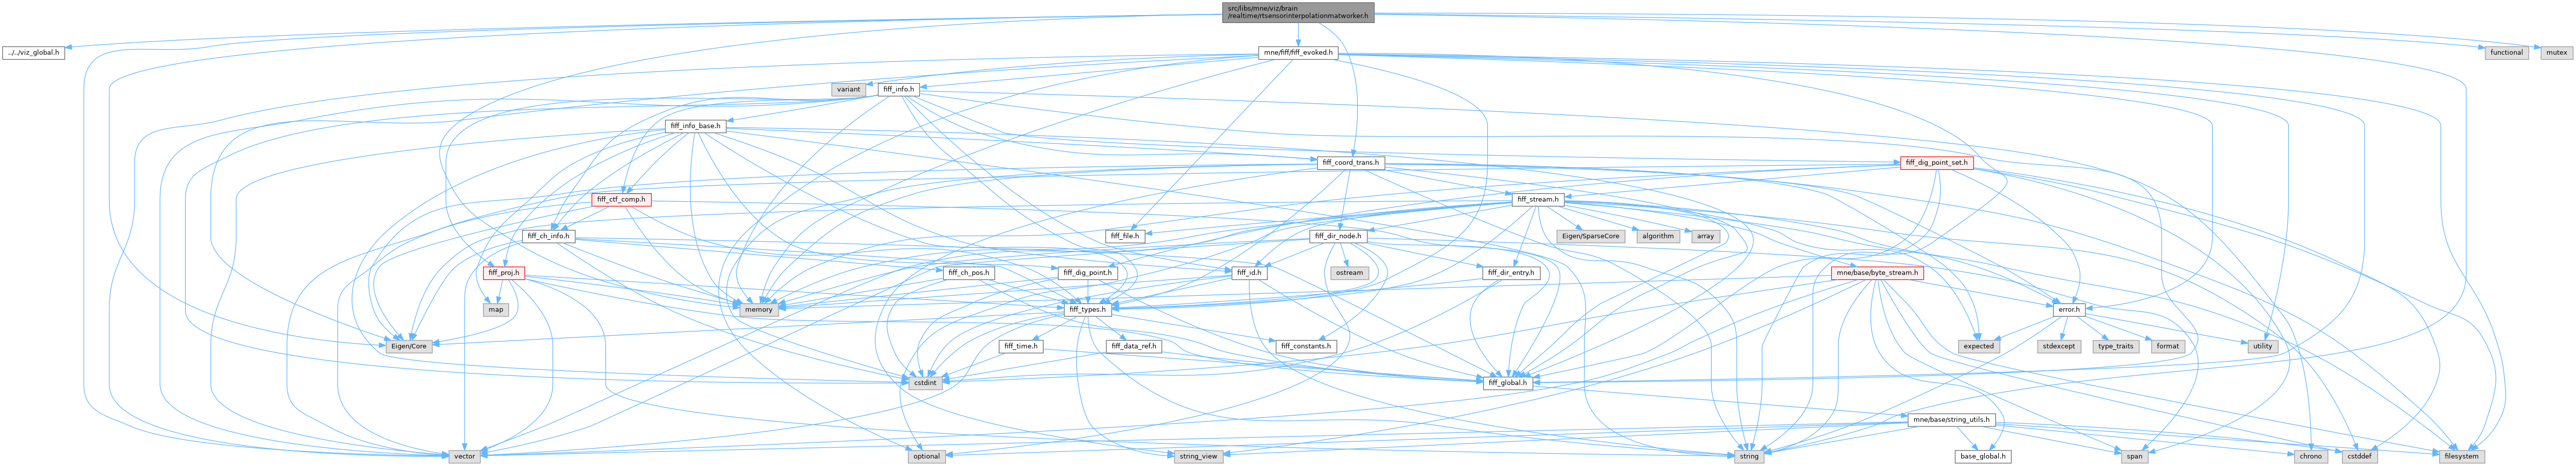 src/libs/mne/viz/brain
/realtime/rtsensorinterpolationmatworker.h
../../viz_global.h
mne/fiff/fiff_evoked.h
functional
mutex
variant
fiff_info.h
fiff_info_base.h
fiff_coord_trans.h
fiff_dig_point_set.h
fiff_ctf_comp.h
fiff_stream.h
fiff_ch_info.h
fiff_file.h
fiff_dir_node.h
Eigen/SparseCore
algorithm
array
fiff_proj.h
fiff_ch_pos.h
fiff_dig_point.h
fiff_id.h
ostream
fiff_dir_entry.h
mne/base/byte_stream.h
map
memory
fiff_types.h
error.h
Eigen/Core
fiff_time.h
fiff_data_ref.h
fiff_constants.h
expected
stdexcept
type_traits
format
utility
cstdint
fiff_global.h
mne/base/string_utils.h
vector
optional
string_view
string
base_global.h
span
chrono
cstddef
filesystem